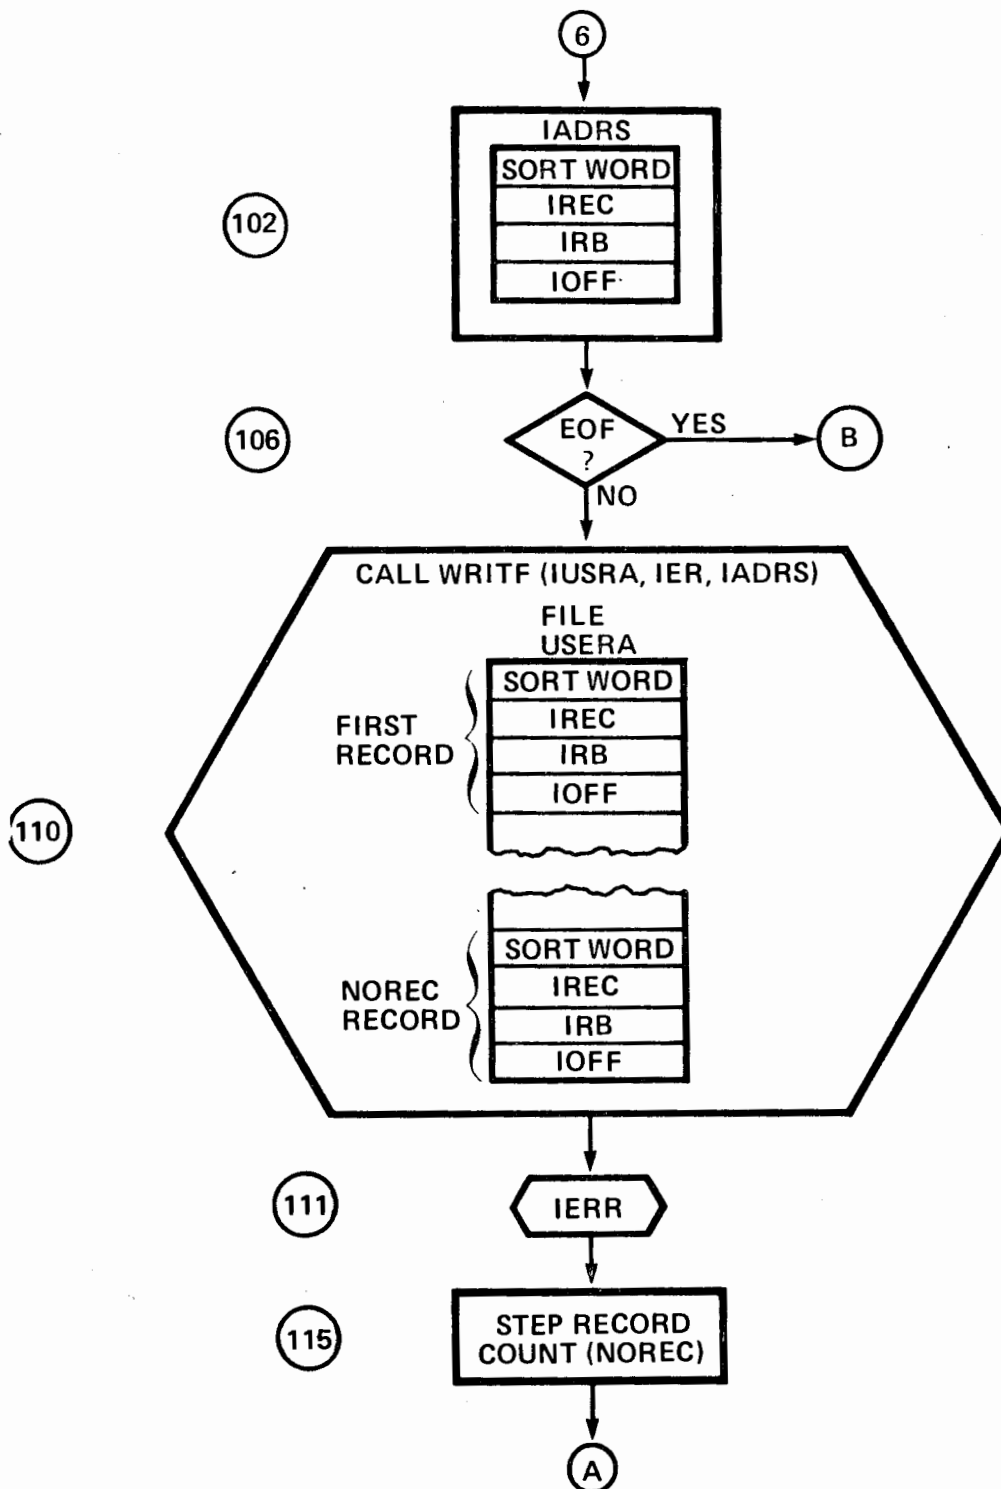 6
IADRS
SORT WORD
102
IREC
IRB
IOFF
106
EOF
?
YES
B
NO
CALL WRITF (IUSRA, IER, IADRS)
FILE
USERA
SORT WORD
FIRST
RECORD
IREC
IRB
IOFF
110
SORT WORD
NOREC
RECORD
IREC
IRB
IOFF
111
IERR
115
STEP RECORD
COUNT (NOREC)
A